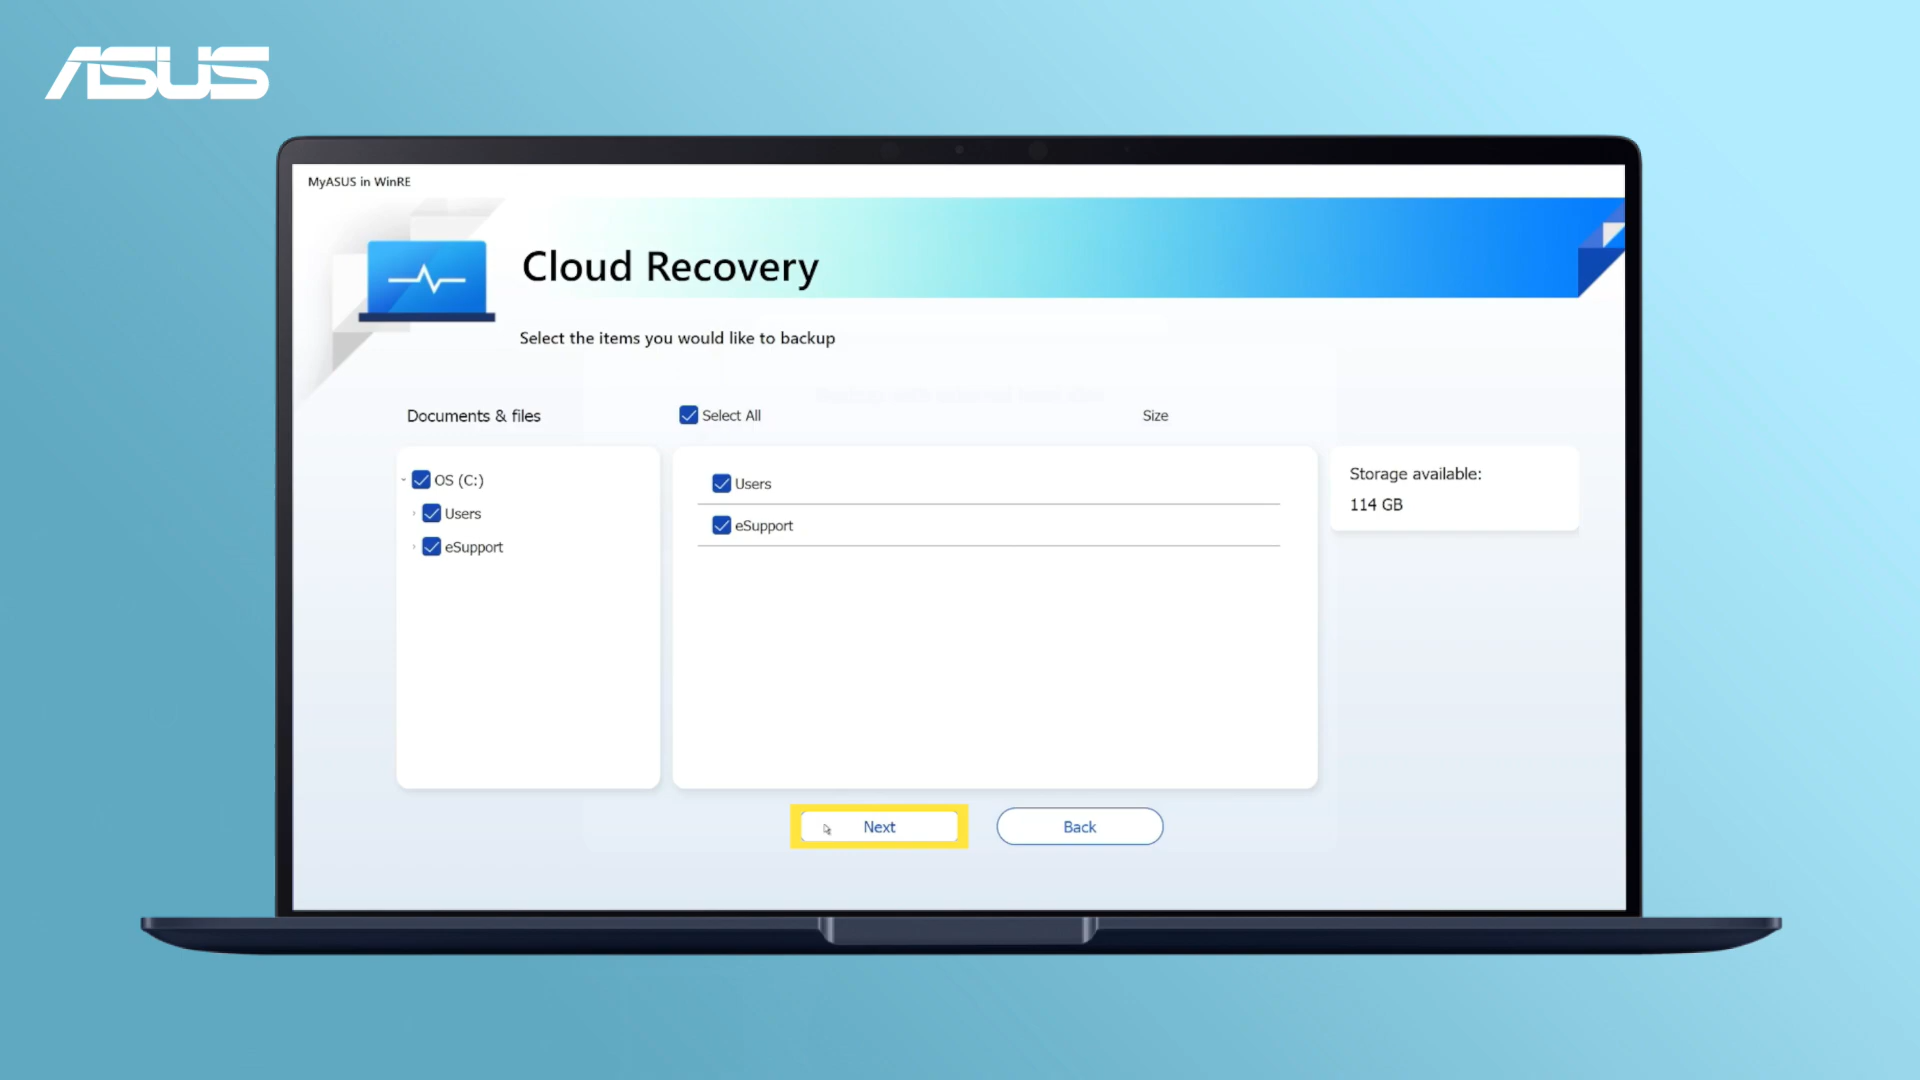 ASUS
MyASUS in WinRE
Cloud Recovery
Select the items you would like to backup
Documents & files
Select All
Size
OS (C:)
Users
eSupport
Users
eSupport
Storage available:
114 GB
Next
Back